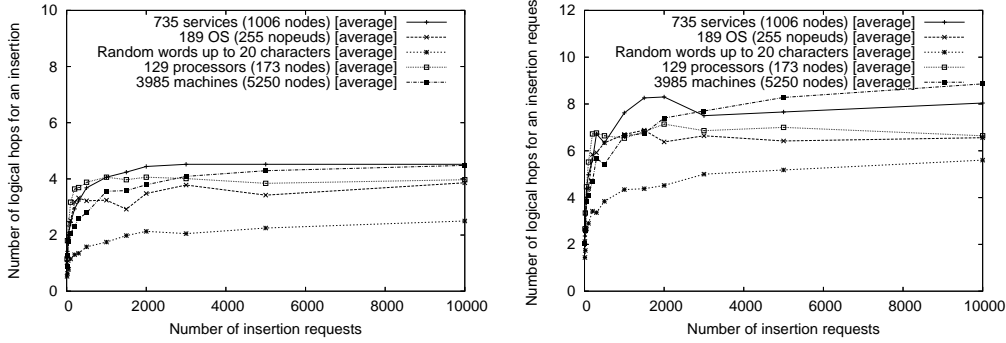 Number of logical hops for an insertion
10
8
6
4
2
0
735 services (1006 nodes) [average]
189 OS (255 nopeuds) [average]
Random words up to 20 characters [average]
129 processors (173 nodes) [average]
3985 machines (5250 nodes) [average]
0 2000 4000 6000 8000 10000
Number of insertion requests
Number of logical hops for an insertion reques
12
10
8
6
4
2
0
735 services (1006 nodes) [average]
189 OS (255 nopeuds) [average]
Random words up to 20 characters [average]
129 processors (173 nodes) [average]
3985 machines (5250 nodes) [average]
0 2000 4000 6000 8000 10000
Number of insertion requests